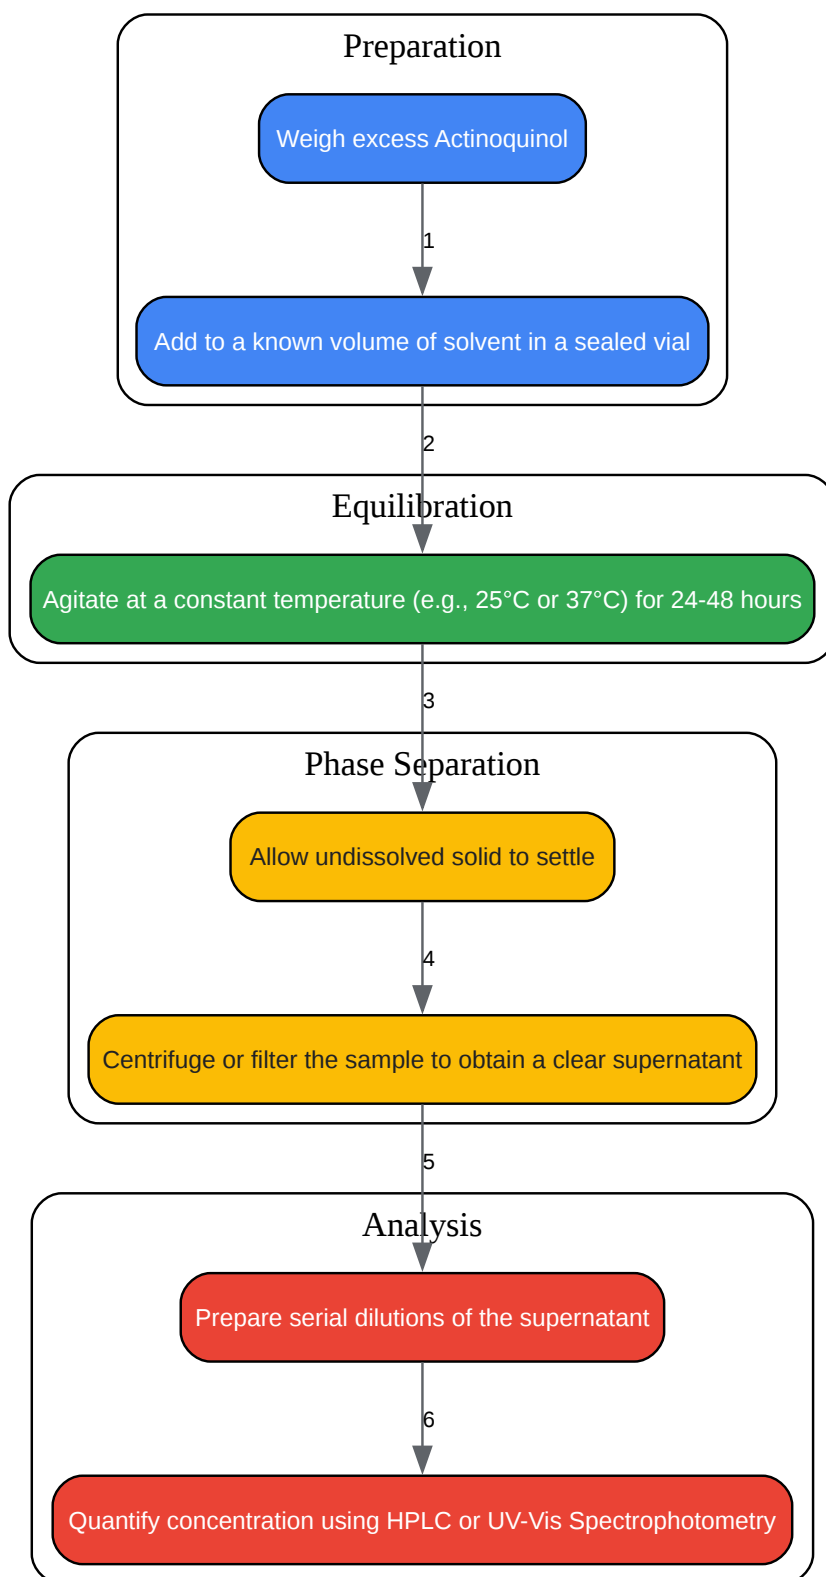 Preparation
Weigh excess Actinoquinol
1
Add to a known volume of solvent in a sealed vial
2
Equilibration
Agitate at a constant temperature (e.g., 25°C or 37°C) for 24-48 hours
3
Phase Separation
Allow undissolved solid to settle
4
Centrifuge or filter the sample to obtain a clear supernatant
5
Analysis
Prepare serial dilutions of the supernatant
6
Quantify concentration using HPLC or UV-Vis Spectrophotometry